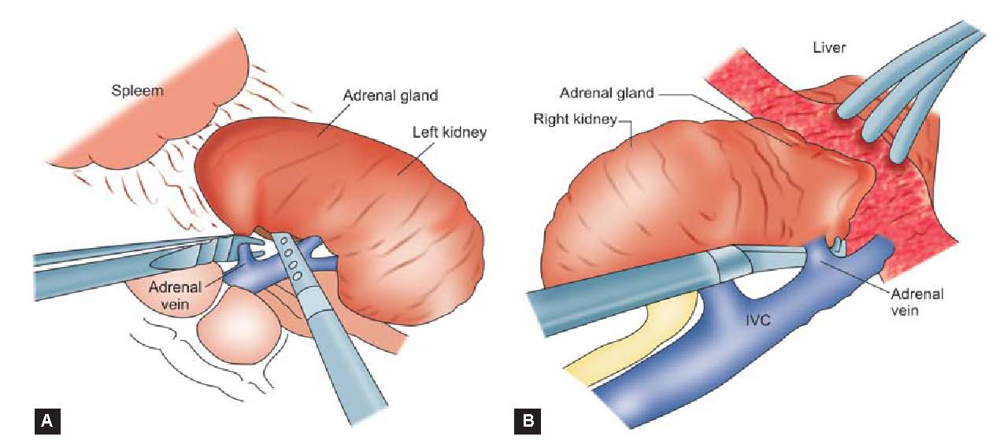 Spleem
Adrenal gland
Left kidney
Adrenal
vein
A
Liver
Adrenal gland
Right kidney
Adrenal
vein
IVC
B